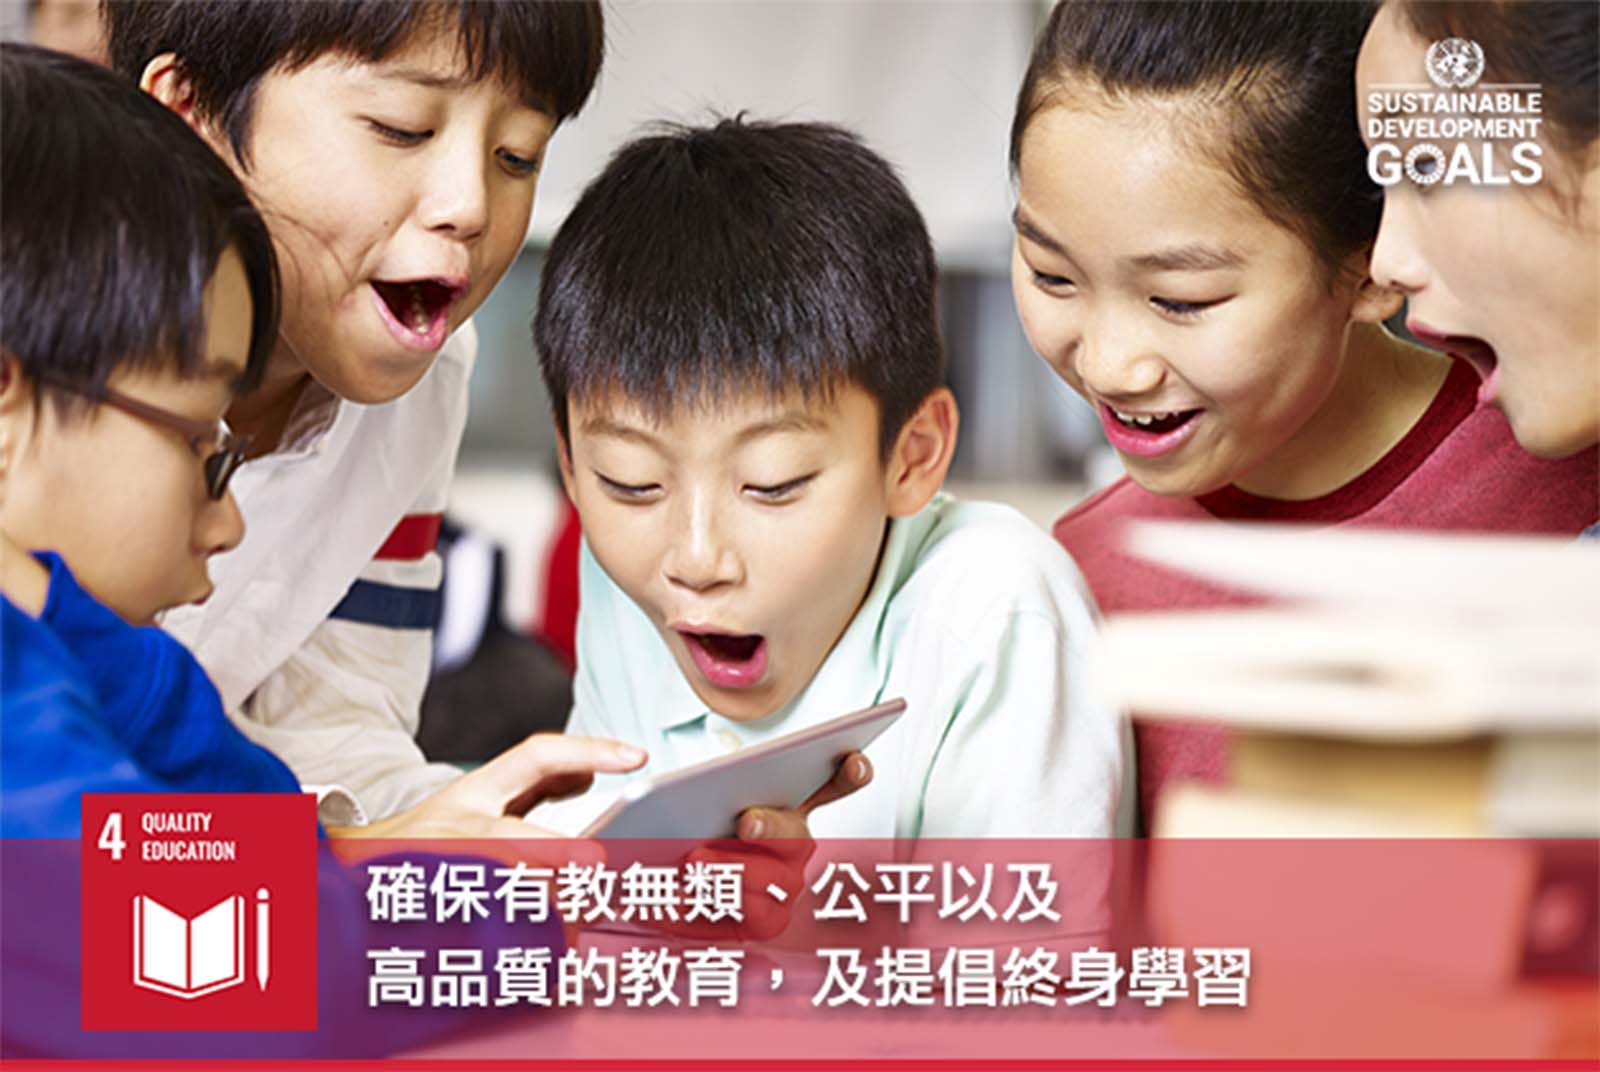 SUSTAINABLE
DEVELOPMENT
GOALS
4 QUALITY
EDUCATION
確保有教無類、公平以及
高品質的教育，及提倡終身學習